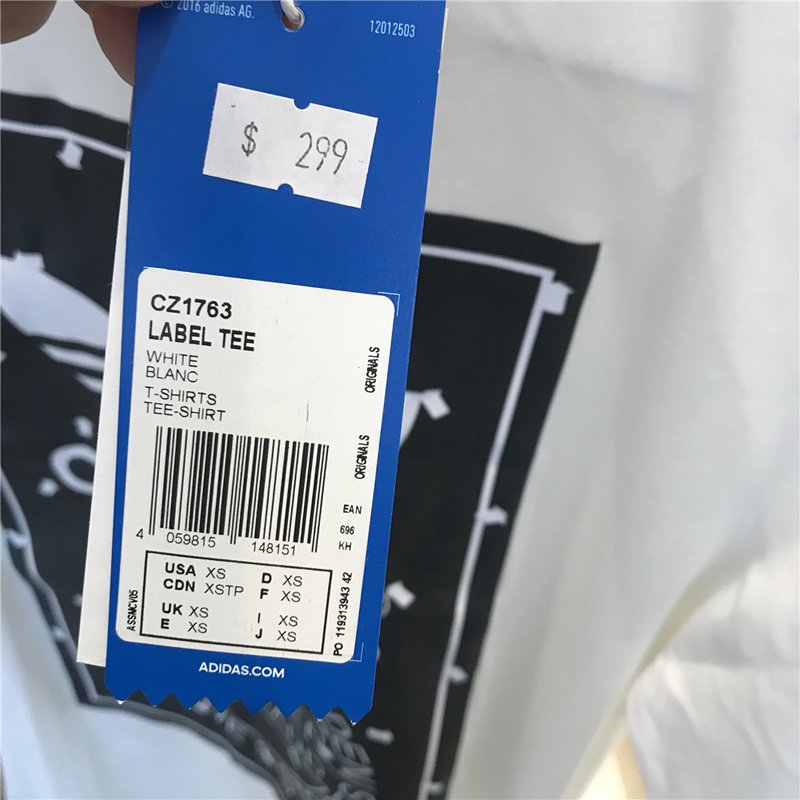 © 2016 adidas AG.
12012503
$ 299
CZ1763
LABEL TEE
WHITE
BLANC
T-SHIRTS
TEE-SHIRT
ORIGINALS
ORIGINALS
EAN
696
KH
4 059815 148151
USA XS D XS
CDN XSTP F XS
UK XS I XS
E XS J XS
ASSMCV05
PO 119313943 42
ADIDAS.COM